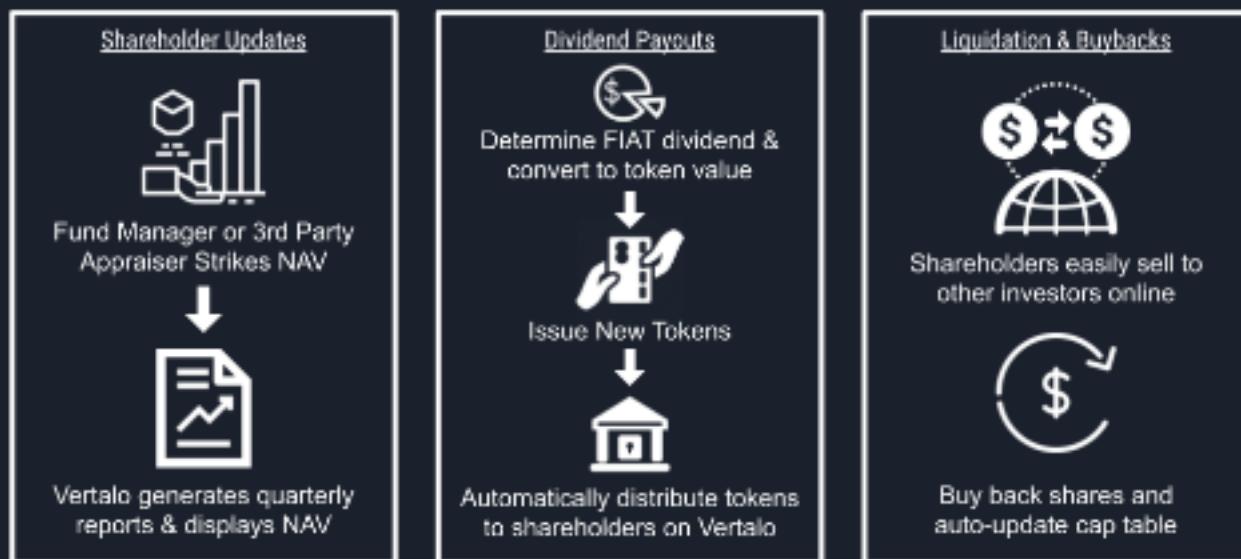 Shareholder Updates
Fund Manager or 3rd Party
Appraiser Strikes NAV
Vertalo generates quarterly
reports & displays NAV
Dividend Payouts
$
Determine FIAT dividend &
convert to token value
Issue New Tokens
Automatically distribute tokens
to shareholders on Vertalo
Liquidation & Buybacks
$ $
Shareholders easily sell to
other investors online
$
Buy back shares and
auto-update cap table